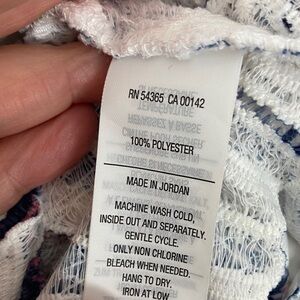 RN 54365 CA 00142
100% POLYESTER
MADE IN JORDAN
MACHINE WASH COLD,
INSIDE OUT AND SEPARATELY.
GENTLE CYCLE.
ONLY NON CHLORINE
BLEACH WHEN NEEDED.
HANG TO DRY.
IRON AT LOW